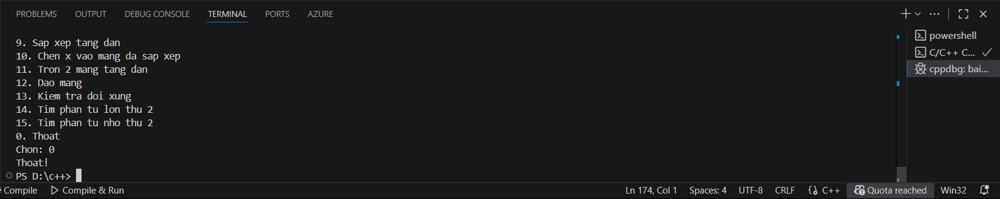 PROBLEMS OUTPUT DEBUG CONSOLE TERMINAL PORTS AZURE
9. Sap xep tang dan
10. Chen x vao mang da sap xep
11. Tron 2 mang tang dan
12. Dao mang
13. Kiem tra doi xung
14. Tim phan tu lon thu 2
15. Tim phan tu nho thu 2
0. Thoat
Chon: 0
Thoat!
PS D:\c++>
powershell
C/C++ C...
cppdbg: bai...
Compile Compile & Run Ln 174, Col 1 Spaces: 4 UTF-8 CRLF C++ Quota reached Win32